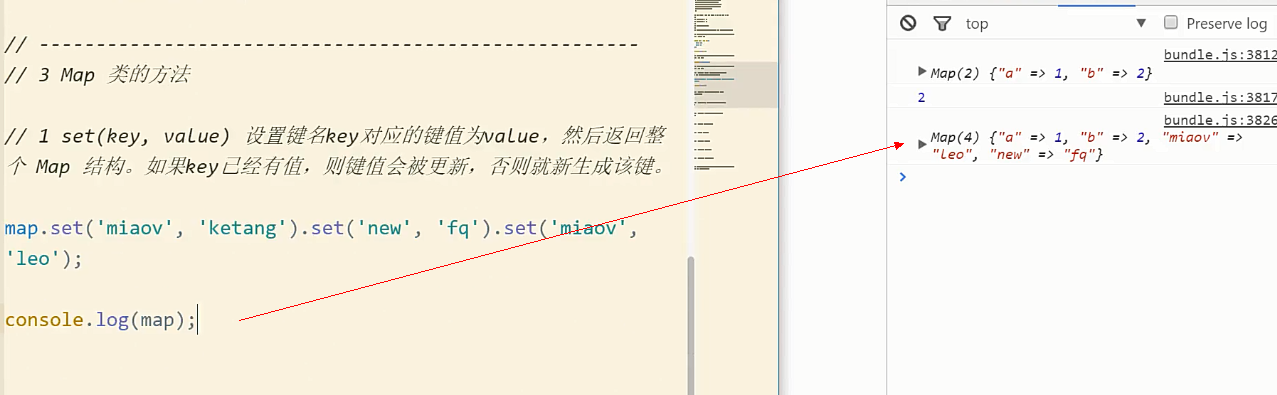 // -----------------------------------------------------
// 3 Map 类的方法
// 1 set(key, value) 设置键名key对应的键值为value，然后返回整
个 Map 结构。如果key已经有值，则键值会被更新，否则就新生成该键。
map.set('miaov', 'ketang').set('new', 'fq').set('miaov',
'leo');
console.log(map);
top
Preserve log
bundle.js:3812
Map(2) {"a" => 1, "b" => 2}
2
bundle.js:3817
bundle.js:3826
Map(4) {"a" => 1, "b" => 2, "miaov" =>
"leo", "new" => "fq"}